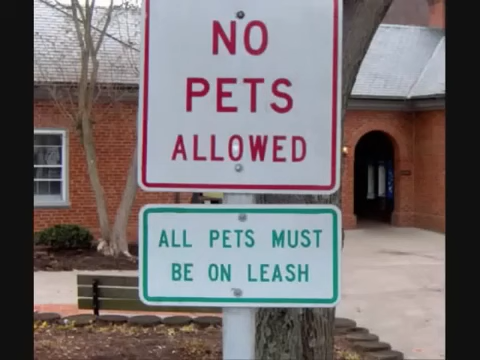 NO
PETS
ALLOWED
ALL PETS MUST
BE ON LEASH